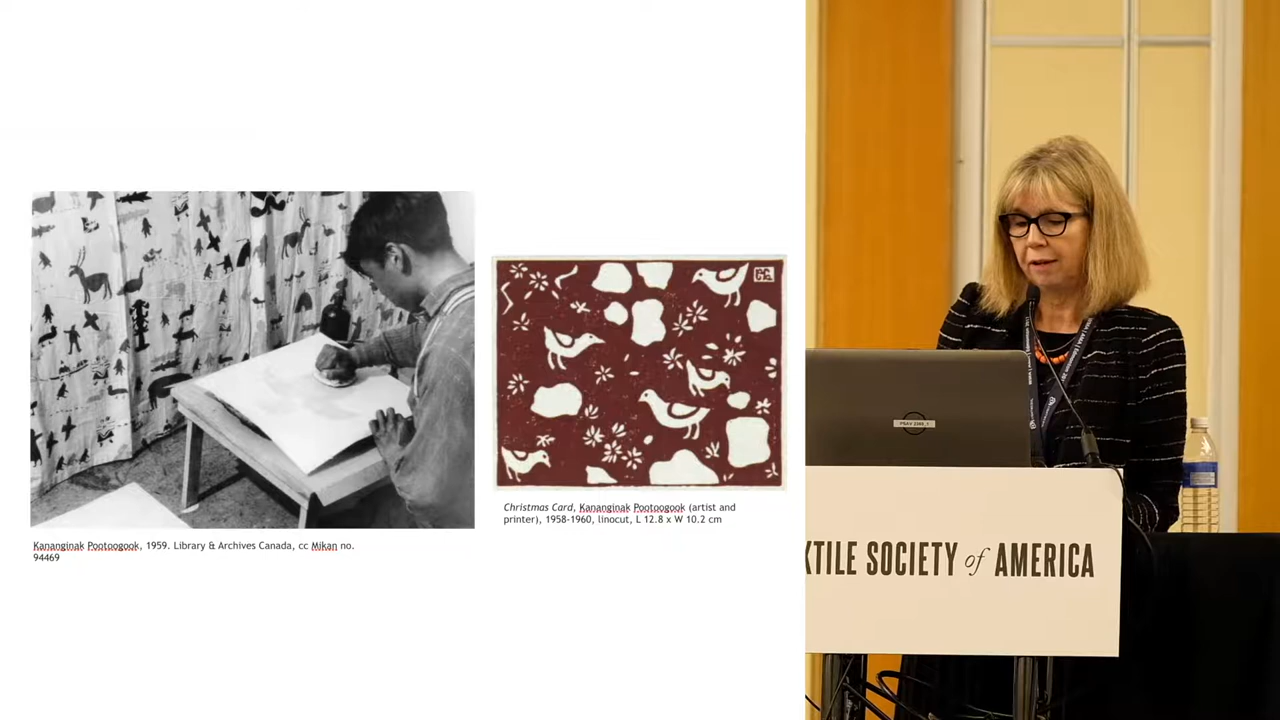 Kananginak Pootoogook, 1959. Library & Archives Canada, cc Mikan no.
94469
Christmas Card, Kananginak Pootoogook (artist and
printer), 1958-1960, linocut, L 12.8 x W 10.2 cm
XTILE SOCIETY of AMERICA